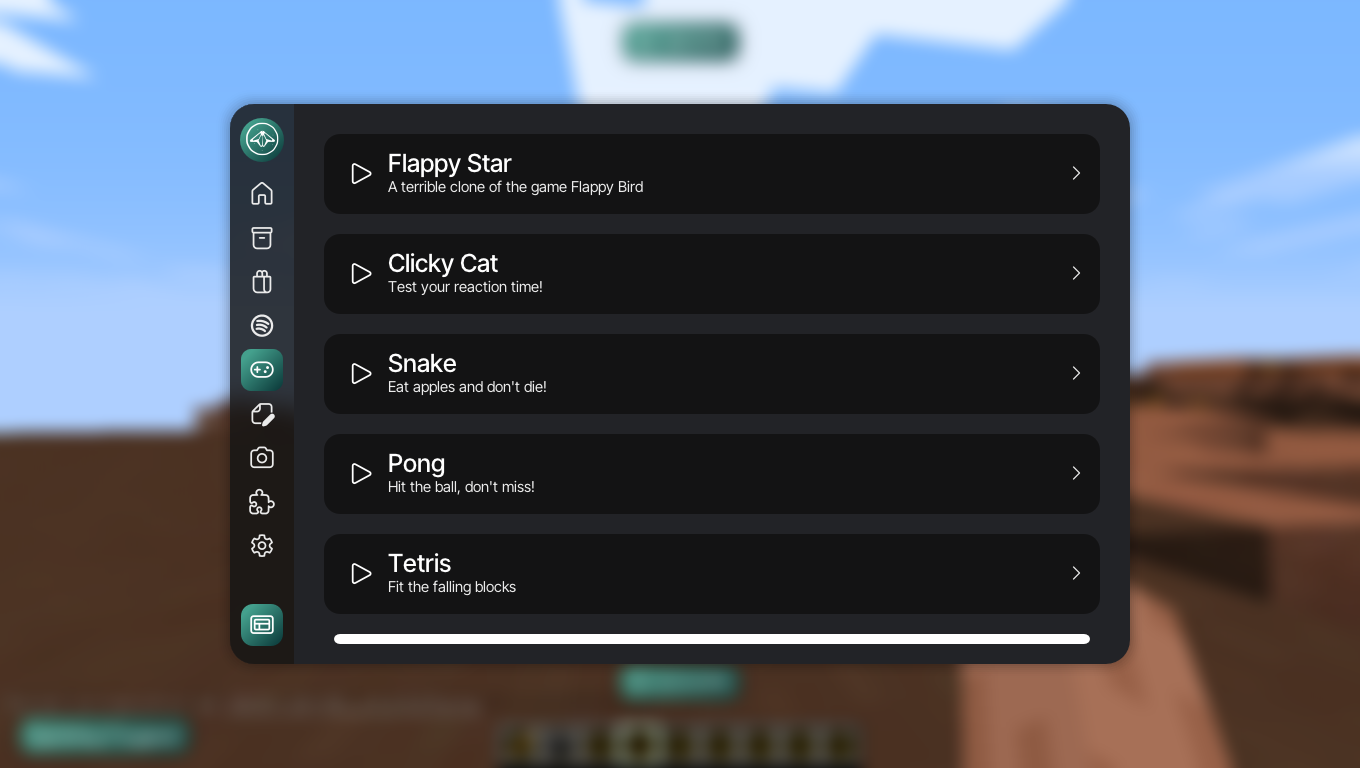 Flappy Star
A terrible clone of the game Flappy Bird
Clicky Cat
Test your reaction time!
Snake
Eat apples and don't die!
Pong
Hit the ball, don't miss!
Tetris
Fit the falling blocks